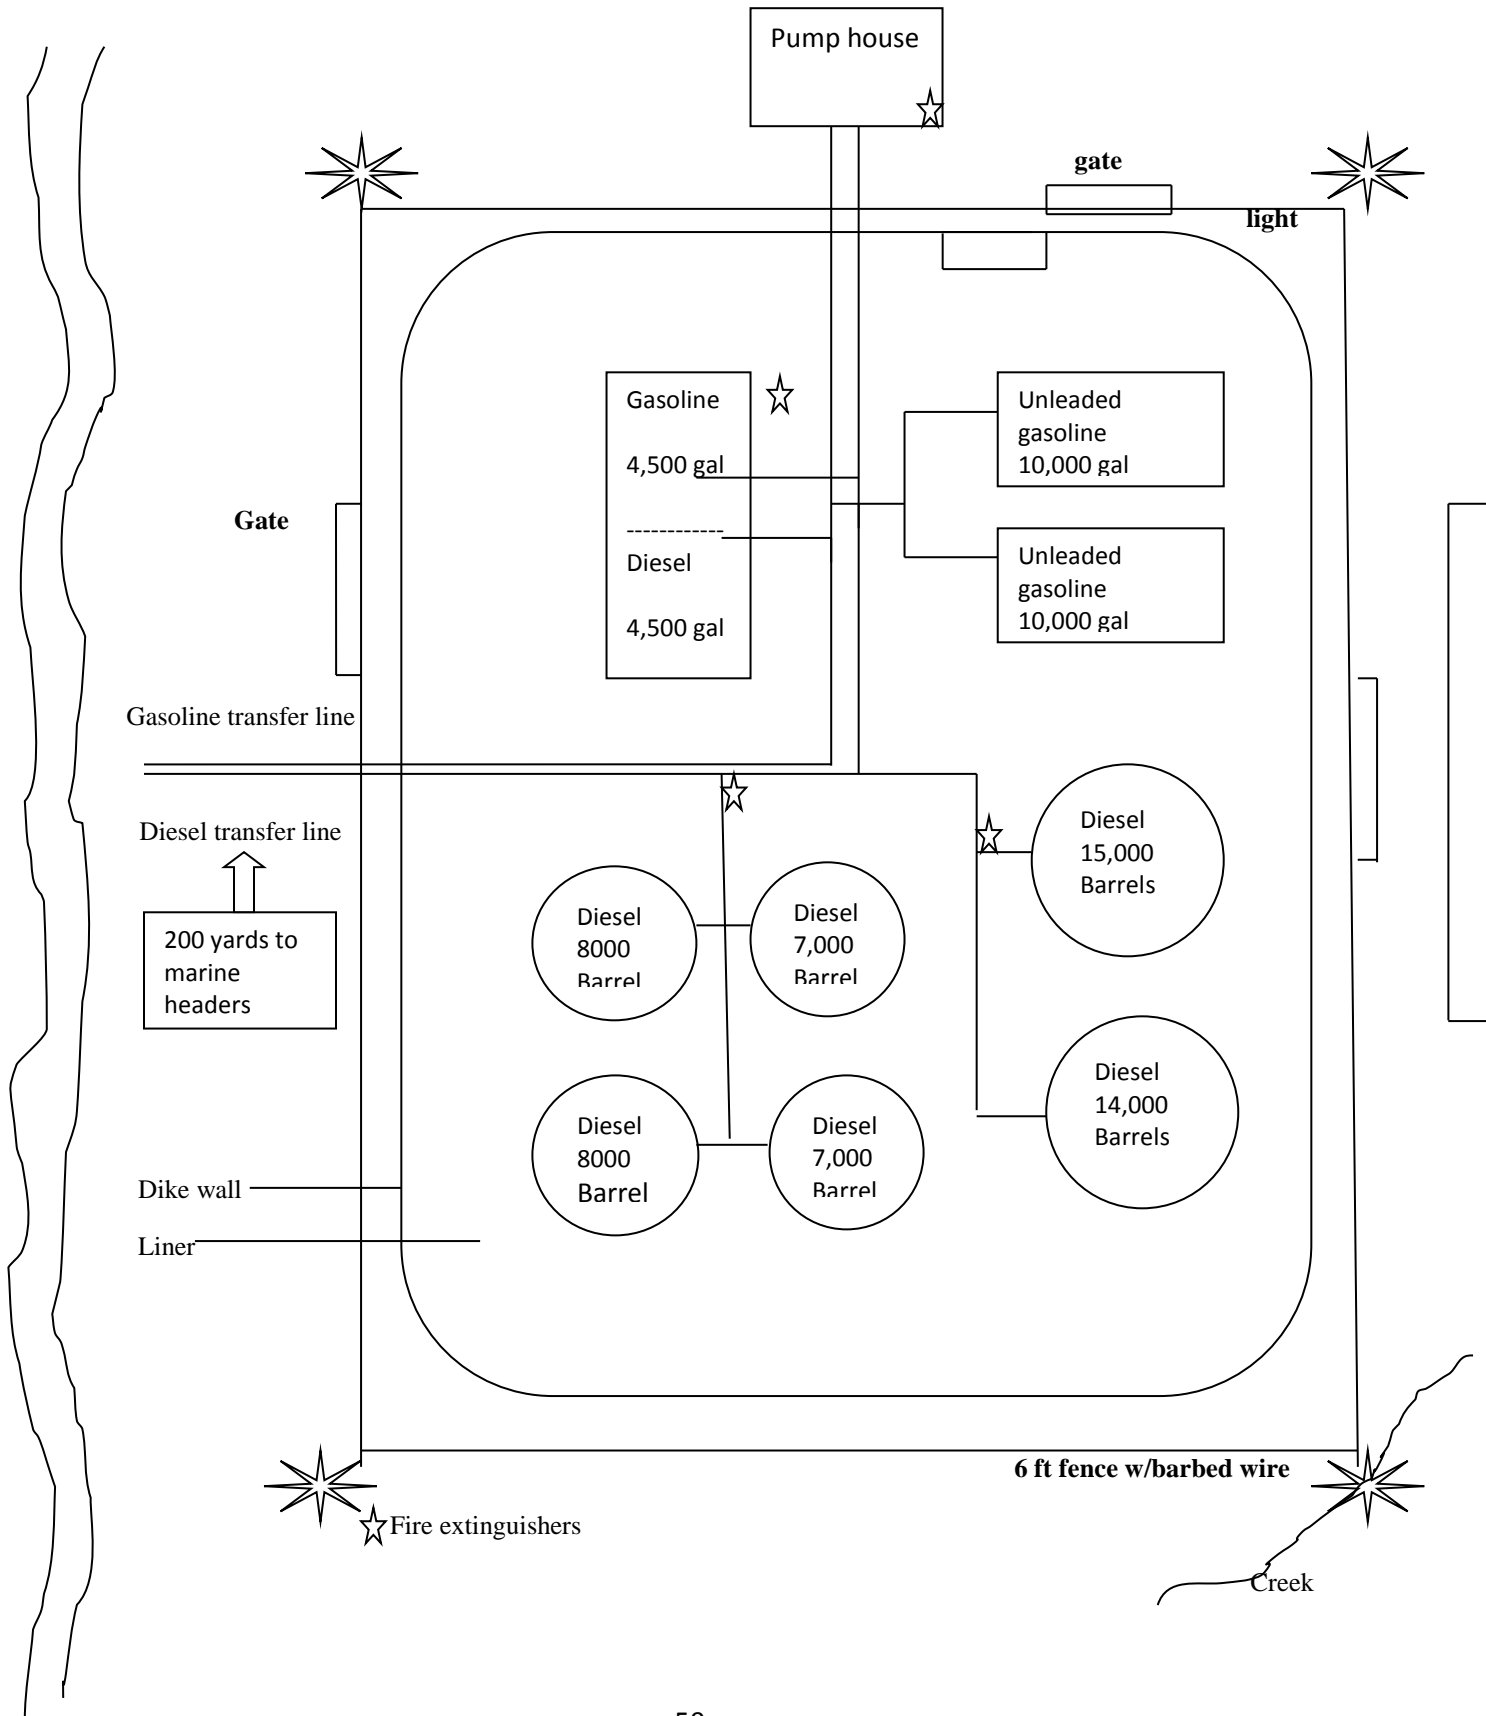 Pump house
gate
light
Gasoline
4,500 gal
------------
Diesel
4,500 gal
Unleaded
gasoline
10,000 gal
Unleaded
gasoline
10,000 gal
Gate
Gasoline transfer line
Diesel transfer line
200 yards to
marine
headers
Diesel
15,000
Barrels
Diesel
8000
Barrel
Diesel
7,000
Barrel
Diesel
14,000
Barrels
Diesel
8000
Barrel
Diesel
7,000
Barrel
Dike wall
Liner
6 ft fence w/barbed wire
Fire extinguishers
Creek